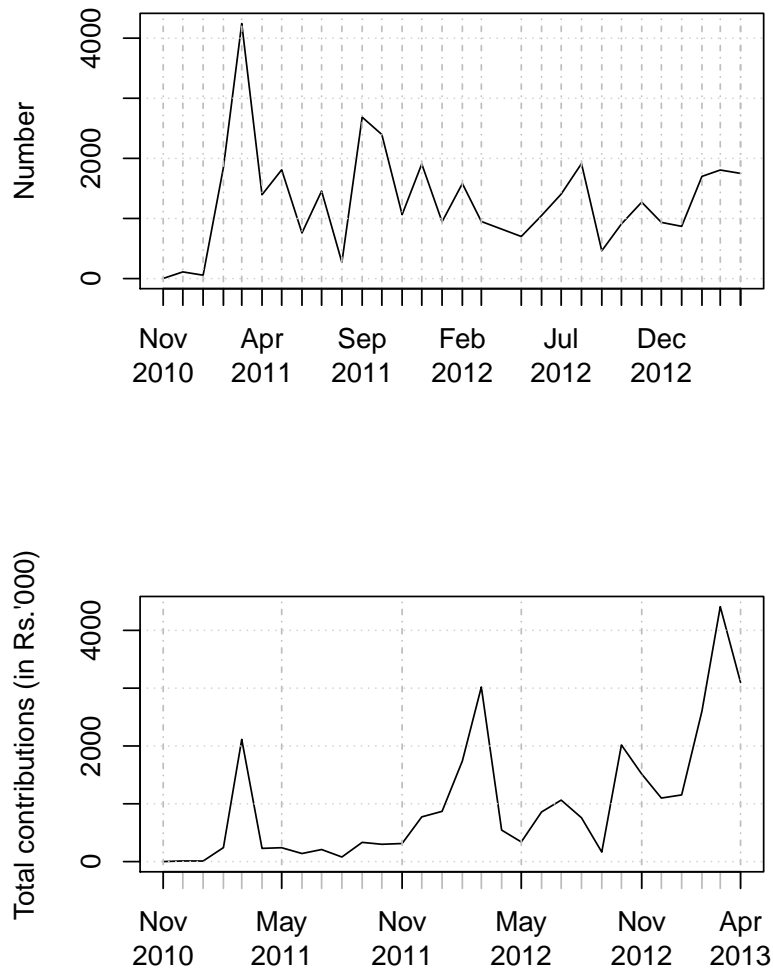 Number
4000
2000
0
Nov Apr Sep Feb Jul Dec
2010 2011 2011 2012 2012 2012
Total contributions (in Rs.'000)
4000
2000
0
Nov May Nov May Nov Apr
2010 2011 2011 2012 2012 2013